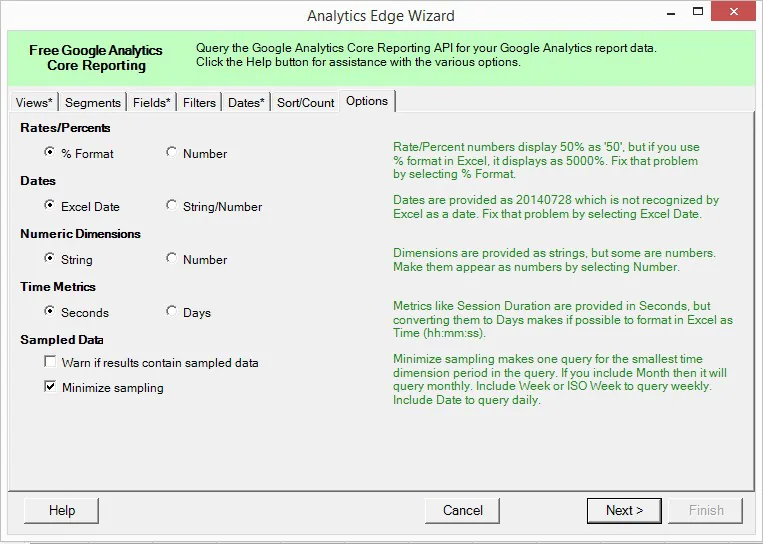 Analytics Edge Wizard
Free Google Analytics
Core Reporting
Query the Google Analytics Core Reporting API for your Google Analytics report data.
Click the Help button for assistance with the various options.
Views* Segments Fields* Filters Dates* Sort/Count Options
Rates/Percents
% Format Number
Rate/Percent numbers display 50% as '50', but if you use
% format in Excel, it displays as 5000%. Fix that problem
by selecting % Format.
Dates
Excel Date String/Number
Dates are provided as 20140728 which is not recognized by
Excel as a date. Fix that problem by selecting Excel Date.
Numeric Dimensions
String Number
Dimensions are provided as strings, but some are numbers.
Make them appear as numbers by selecting Number.
Time Metrics
Seconds Days
Metrics like Session Duration are provided in Seconds, but
converting them to Days makes if possible to format in Excel as
Time (hh:mm:ss).
Sampled Data
Warn if results contain sampled data
Minimize sampling
Minimize sampling makes one query for the smallest time
dimension period in the query. If you include Month then it will
query monthly. Include Week or ISO Week to query weekly.
Include Date to query daily.
Help Cancel Next > Finish